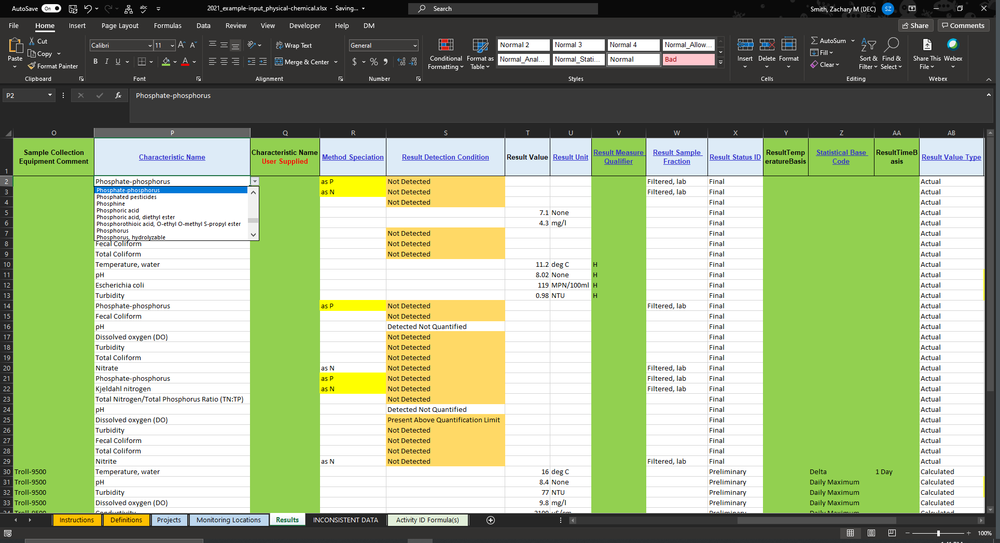 AutoSave On 2021_example-input_physical-chemical.xlsx - Saving... Search Smith, Zachary M (DEC) SZ
File Home Insert Page Layout Formulas Data Review View Developer Help DM Share Comments
Paste Cut Copy Format Painter
Calibri 11 A^ A˅
B I U A
Wrap Text
Merge & Center
General
$ % 9
Conditional Formatting Format as Table
Normal 2 Normal 3 Normal 4 Normal_Allow...
Normal_Anal... Normal_Stati... Normal Bad
Insert Delete Format
AutoSum Fill Clear
Sort & Filter Find & Select
Share This File Webex
Clipboard Font Alignment Number Styles Cells Editing Webex
P2 fx Phosphate-phosphorus
O P Q R S T U V W X Y Z AA AB
1 Sample Collection Equipment Comment Characteristic Name Characteristic Name User Supplied Method Speciation Result Detection Condition Result Value Result Unit Result Measure Qualifier Result Sample Fraction Result Status ID ResultTemperatureBasis Statistical Base Code ResultTimeBasis Result Value Type
2 Phosphate-phosphorus as P Not Detected Filtered, lab Final Actual
Phosphate-phosphorus
Phosphated pesticides
Phosphine
Phosphoric acid
Phosphoric acid, diethyl ester
Phosphorothioic acid, O-ethyl O-methyl S-propyl ester
Phosphorus
Phosphorus, hydrolyzable
3 as N Not Detected Filtered, lab Final Actual
4 Not Detected Final Actual
5 7.1 None Final Actual
6 4.3 mg/l Final Actual
7 Not Detected Final Actual
8 Fecal Coliform Not Detected Final Actual
9 Total Coliform Not Detected Final Actual
10 Temperature, water 11.2 deg C H Final Actual
11 pH 8.02 None H Final Actual
12 Escherichia coli 119 MPN/100ml H Final Actual
13 Turbidity 0.98 NTU H Final Actual
14 Phosphate-phosphorus as P Not Detected Filtered, lab Final Actual
15 Fecal Coliform Not Detected Final Actual
16 pH Detected Not Quantified Final Actual
17 Dissolved oxygen (DO) Not Detected Final Actual
18 Turbidity Not Detected Final Actual
19 Total Coliform Not Detected Final Actual
20 Nitrate as N Not Detected Filtered, lab Final Actual
21 Phosphate-phosphorus as P Not Detected Filtered, lab Final Actual
22 Kjeldahl nitrogen as N Not Detected Filtered, lab Final Actual
23 Total Nitrogen/Total Phosphorus Ratio (TN:TP) Not Detected Final Actual
24 pH Detected Not Quantified Final Actual
25 Dissolved oxygen (DO) Present Above Quantification Limit Final Actual
26 Turbidity Not Detected Final Actual
27 Fecal Coliform Not Detected Final Actual
28 Total Coliform Not Detected Final Actual
29 Nitrite as N Not Detected Filtered, lab Final Actual
30 Troll-9500 Temperature, water 16 deg C Preliminary Delta 1 Day Calculated
31 Troll-9500 pH 8.4 None Preliminary Daily Maximum Calculated
32 Troll-9500 Turbidity 77 NTU Preliminary Daily Maximum Calculated
33 Troll-9500 Dissolved oxygen (DO) 9.8 mg/l Preliminary Daily Maximum Calculated
34 Troll-9500 Conductivity 2100 uS/cm Preliminary Daily Maximum Calculated
Instructions Definitions Projects Monitoring Locations Results INCONSISTENT DATA Activity ID Formula(s)
100%